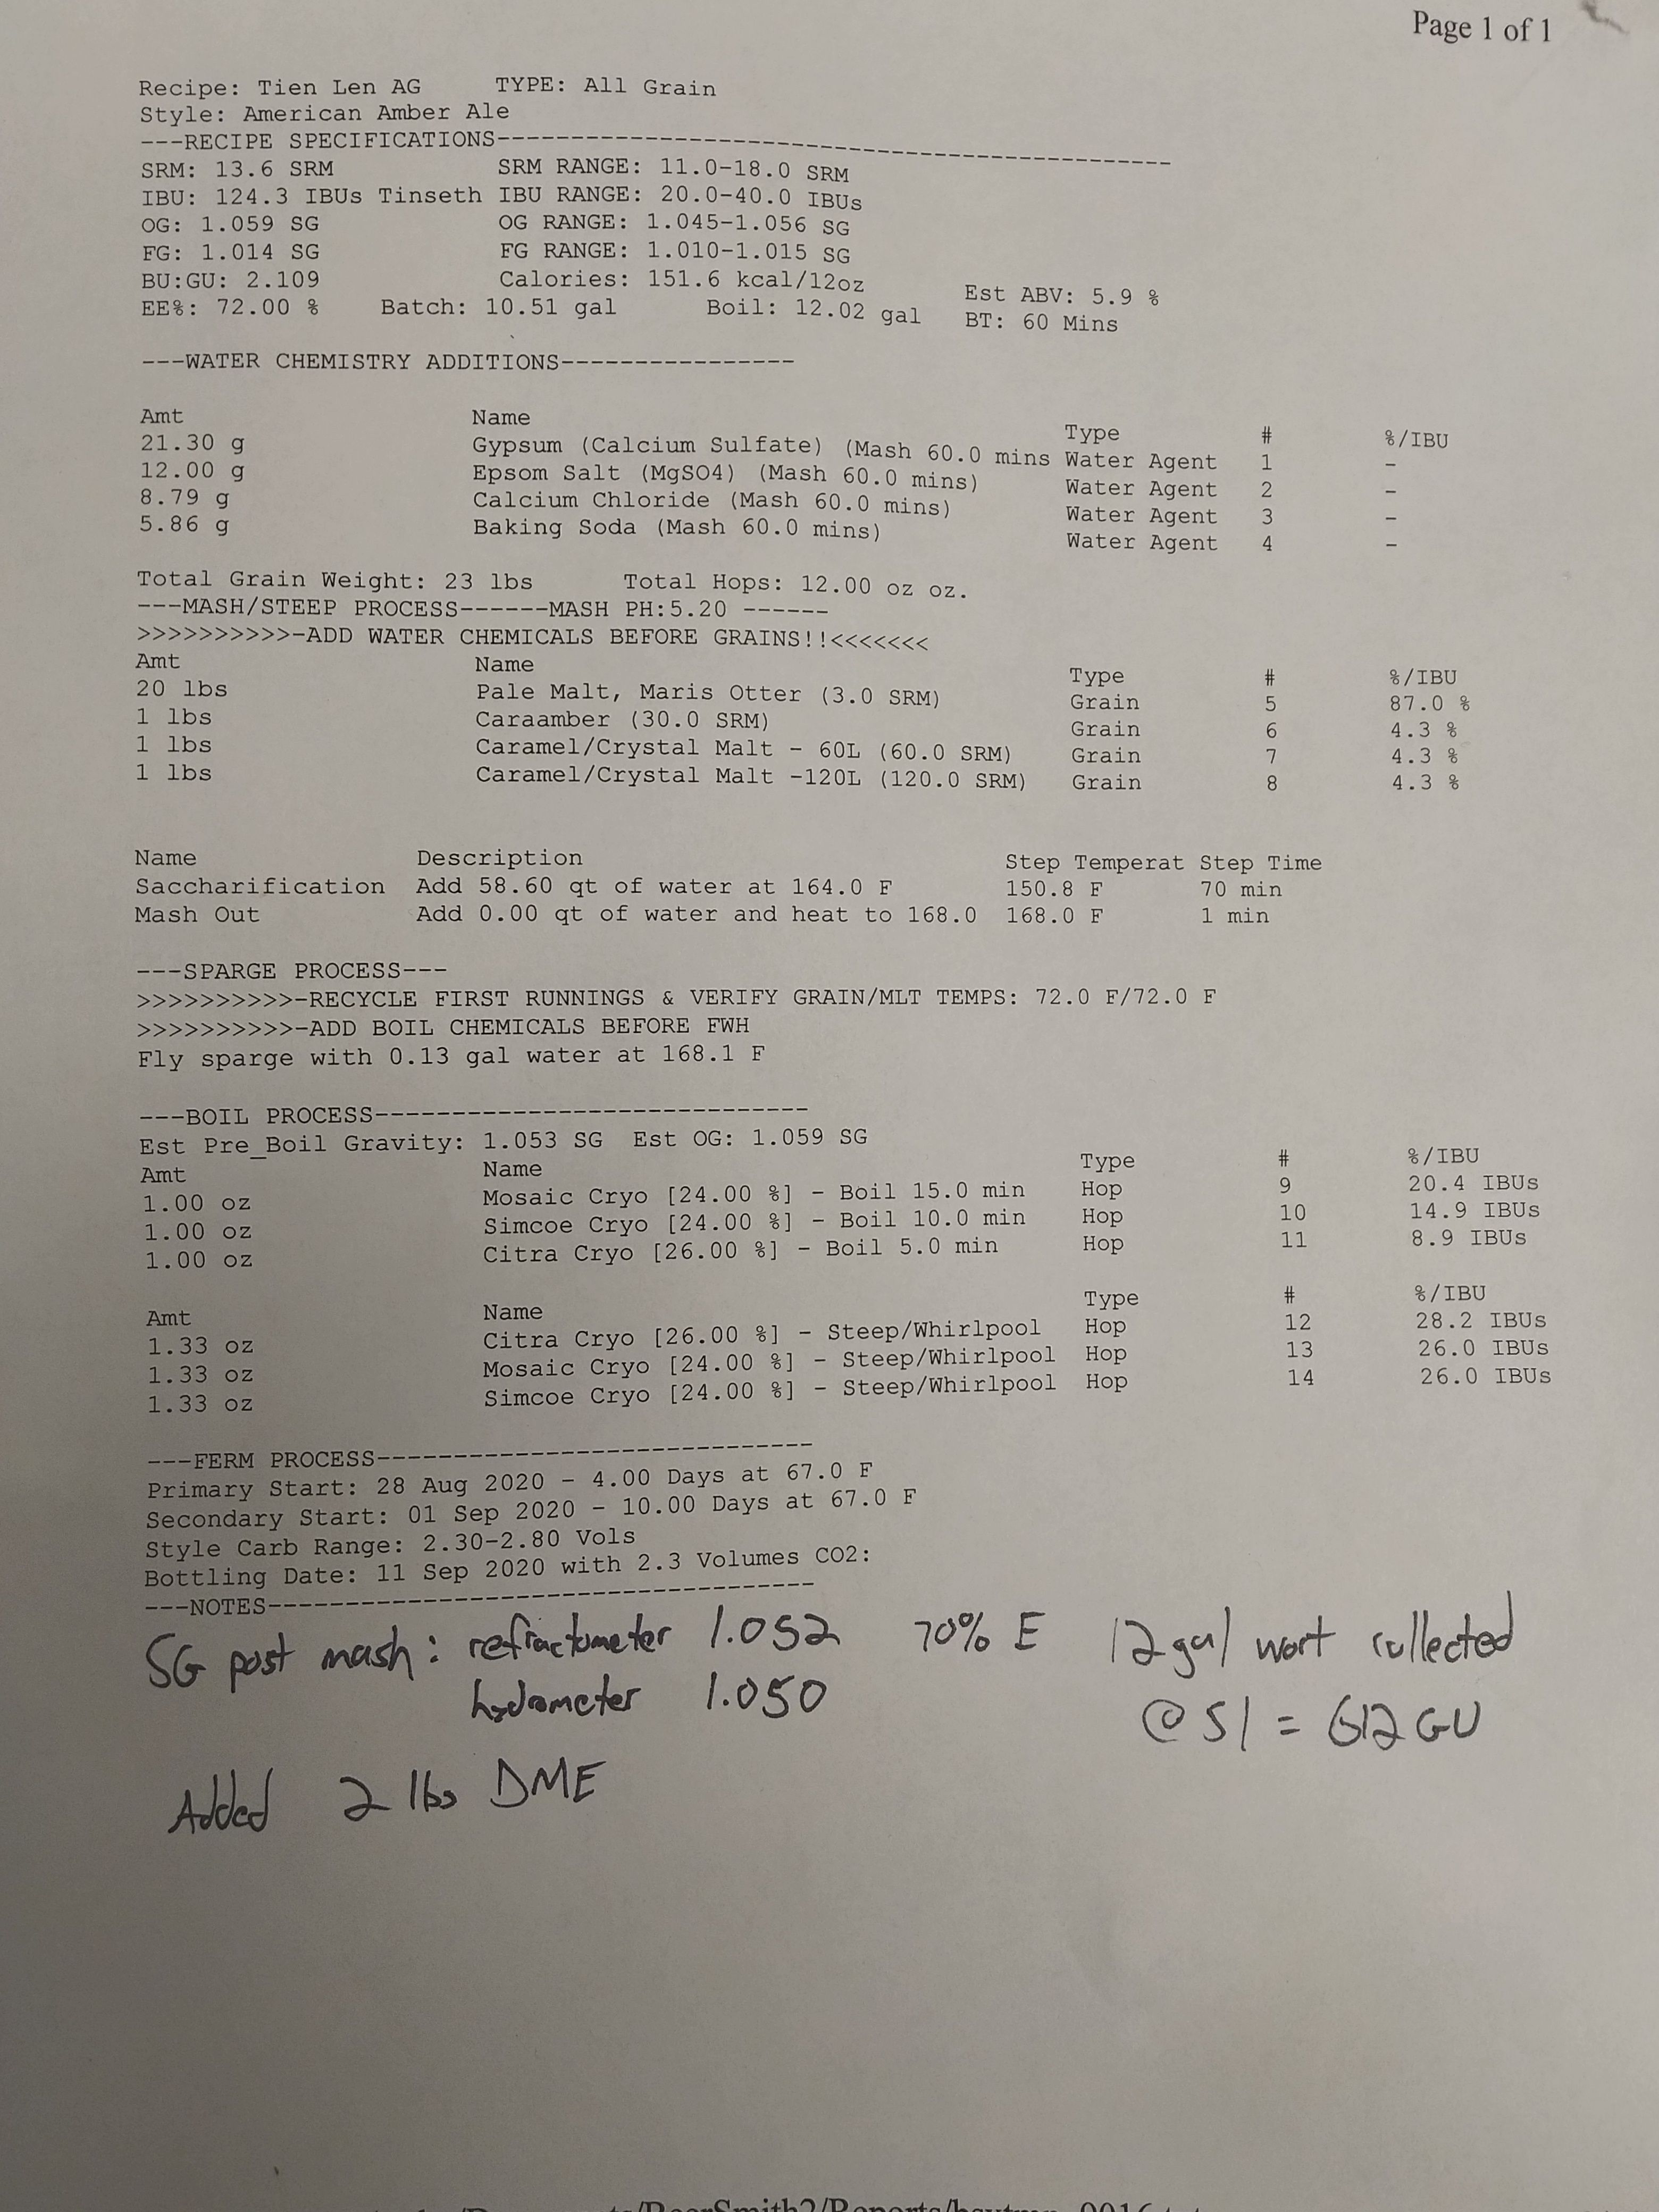 Page 1 of 1
Recipe: Tien Len AG TYPE: All Grain
Style: American Amber Ale
---RECIPE SPECIFICATIONS---------------------------------------------
SRM: 13.6 SRM SRM RANGE: 11.0-18.0 SRM
IBU: 124.3 IBUs Tinseth IBU RANGE: 20.0-40.0 IBUs
OG: 1.059 SG OG RANGE: 1.045-1.056 SG
FG: 1.014 SG FG RANGE: 1.010-1.015 SG
BU:GU: 2.109 Calories: 151.6 kcal/12oz Est ABV: 5.9 %
EE%: 72.00 % Batch: 10.51 gal Boil: 12.02 gal BT: 60 Mins
---WATER CHEMISTRY ADDITIONS----------------
Amt Name Type # %/IBU
21.30 g Gypsum (Calcium Sulfate) (Mash 60.0 mins Water Agent 1 -
12.00 g Epsom Salt (MgSO4) (Mash 60.0 mins) Water Agent 2 -
8.79 g Calcium Chloride (Mash 60.0 mins) Water Agent 3 -
5.86 g Baking Soda (Mash 60.0 mins) Water Agent 4 -
Total Grain Weight: 23 lbs Total Hops: 12.00 oz oz.
---MASH/STEEP PROCESS------MASH PH:5.20 ------
>>>>>>>>>>-ADD WATER CHEMICALS BEFORE GRAINS!!<<<<<<<
Amt Name Type # %/IBU
20 lbs Pale Malt, Maris Otter (3.0 SRM) Grain 5 87.0 %
1 lbs Caraamber (30.0 SRM) Grain 6 4.3 %
1 lbs Caramel/Crystal Malt - 60L (60.0 SRM) Grain 7 4.3 %
1 lbs Caramel/Crystal Malt -120L (120.0 SRM) Grain 8 4.3 %
Name Description Step Temperat Step Time
Saccharification Add 58.60 qt of water at 164.0 F 150.8 F 70 min
Mash Out Add 0.00 qt of water and heat to 168.0 168.0 F 1 min
---SPARGE PROCESS---
>>>>>>>>>>-RECYCLE FIRST RUNNINGS & VERIFY GRAIN/MLT TEMPS: 72.0 F/72.0 F
>>>>>>>>>>-ADD BOIL CHEMICALS BEFORE FWH
Fly sparge with 0.13 gal water at 168.1 F
---BOIL PROCESS-----------------------------
Est Pre_Boil Gravity: 1.053 SG Est OG: 1.059 SG
Amt Name Type # %/IBU
1.00 oz Mosaic Cryo [24.00 %] - Boil 15.0 min Hop 9 20.4 IBUs
1.00 oz Simcoe Cryo [24.00 %] - Boil 10.0 min Hop 10 14.9 IBUs
1.00 oz Citra Cryo [26.00 %] - Boil 5.0 min Hop 11 8.9 IBUs
Amt Name Type # %/IBU
1.33 oz Citra Cryo [26.00 %] - Steep/Whirlpool Hop 12 28.2 IBUs
1.33 oz Mosaic Cryo [24.00 %] - Steep/Whirlpool Hop 13 26.0 IBUs
1.33 oz Simcoe Cryo [24.00 %] - Steep/Whirlpool Hop 14 26.0 IBUs
---FERM PROCESS-----------------------------
Primary Start: 28 Aug 2020 - 4.00 Days at 67.0 F
Secondary Start: 01 Sep 2020 - 10.00 Days at 67.0 F
Style Carb Range: 2.30-2.80 Vols
Bottling Date: 11 Sep 2020 with 2.3 Volumes CO2:
---NOTES------------------------------------
SG post mash: refractometer 1.052 70% E 12 gal wort collected
hydrometer 1.050 @ 51 = 612 GU
Added 2 lbs DME